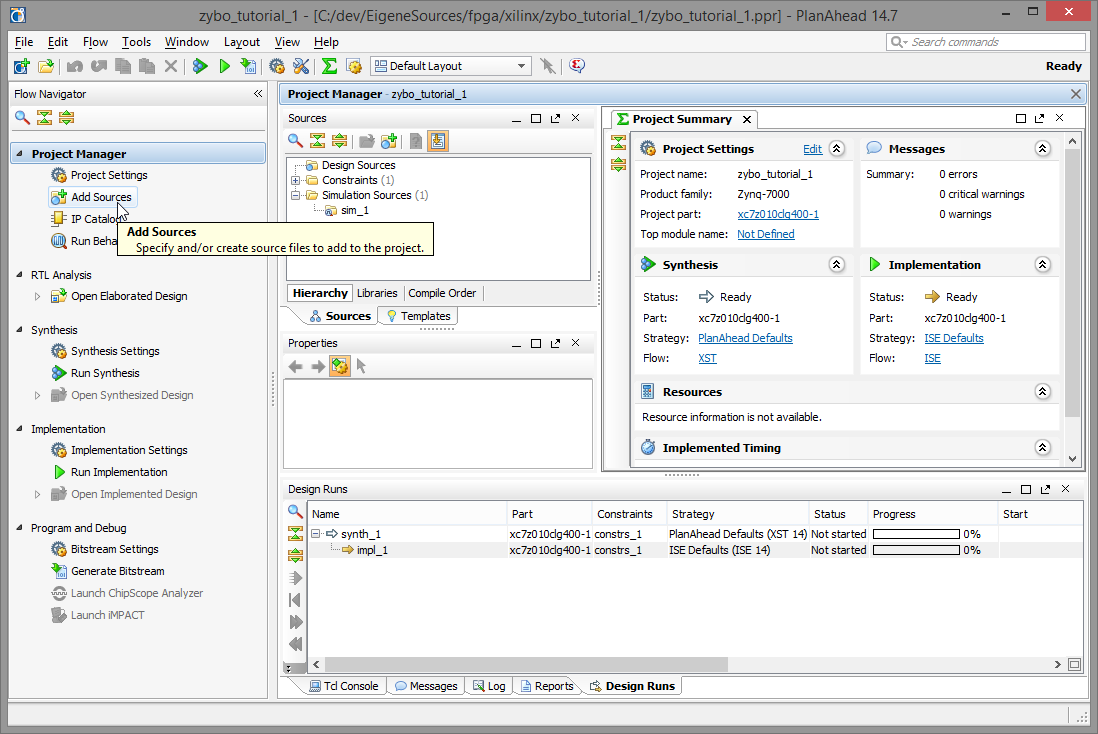 zybo_tutorial_1 - [C:/dev/EigeneSources/fpga/xilinx/zybo_tutorial_1/zybo_tutorial_1.ppr] - PlanAhead 14.7
File Edit Flow Tools Window Layout View Help
Search commands
Default Layout
Ready
Flow Navigator
Project Manager
Project Settings
Add Sources
IP Catalog
Run Beha
Add Sources
Specify and/or create source files to add to the project.
RTL Analysis
Open Elaborated Design
Synthesis
Synthesis Settings
Run Synthesis
Open Synthesized Design
Implementation
Implementation Settings
Run Implementation
Open Implemented Design
Program and Debug
Bitstream Settings
Generate Bitstream
Launch ChipScope Analyzer
Launch iMPACT
Project Manager - zybo_tutorial_1
Sources
Design Sources
Constraints (1)
Simulation Sources (1)
sim_1
Hierarchy Libraries Compile Order
Sources Templates
Properties
Project Summary
Project Settings Edit
Project name: zybo_tutorial_1
Product family: Zynq-7000
Project part: xc7z010clg400-1
Top module name: Not Defined
Messages
Summary: 0 errors
0 critical warnings
0 warnings
Synthesis
Status: Ready
Part: xc7z010clg400-1
Strategy: PlanAhead Defaults
Flow: XST
Implementation
Status: Ready
Part: xc7z010clg400-1
Strategy: ISE Defaults
Flow: ISE
Resources
Resource information is not available.
Implemented Timing
Design Runs
Name Part Constraints Strategy Status Progress Start
synth_1 xc7z010clg400-1 constrs_1 PlanAhead Defaults (XST 14) Not started 0%
impl_1 xc7z010clg400-1 constrs_1 ISE Defaults (ISE 14) Not started 0%
Tcl Console Messages Log Reports Design Runs